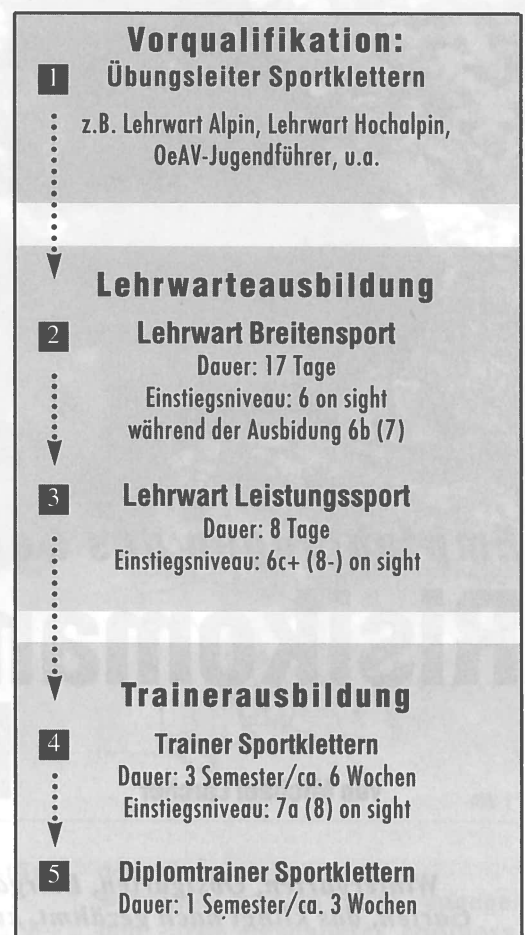 Vorqualifikation:
1 Übungsleiter Sportklettern
z.B. Lehrwart Alpin, Lehrwart Hochalpin,
OeAV-Jugendführer, u.a.
Lehrwarteausbildung
2 Lehrwart Breitensport
Dauer: 17 Tage
Einstiegsniveau: 6 on sight
während der Ausbidung 6b (7)
3 Lehrwart Leistungssport
Dauer: 8 Tage
Einstiegsniveau: 6c+ (8-) on sight
Trainerausbildung
4 Trainer Sportklettern
Dauer: 3 Semester/ca. 6 Wochen
Einstiegsniveau: 7a (8) on sight
5 Diplomtrainer Sportklettern
Dauer: 1 Semester/ca. 3 Wochen